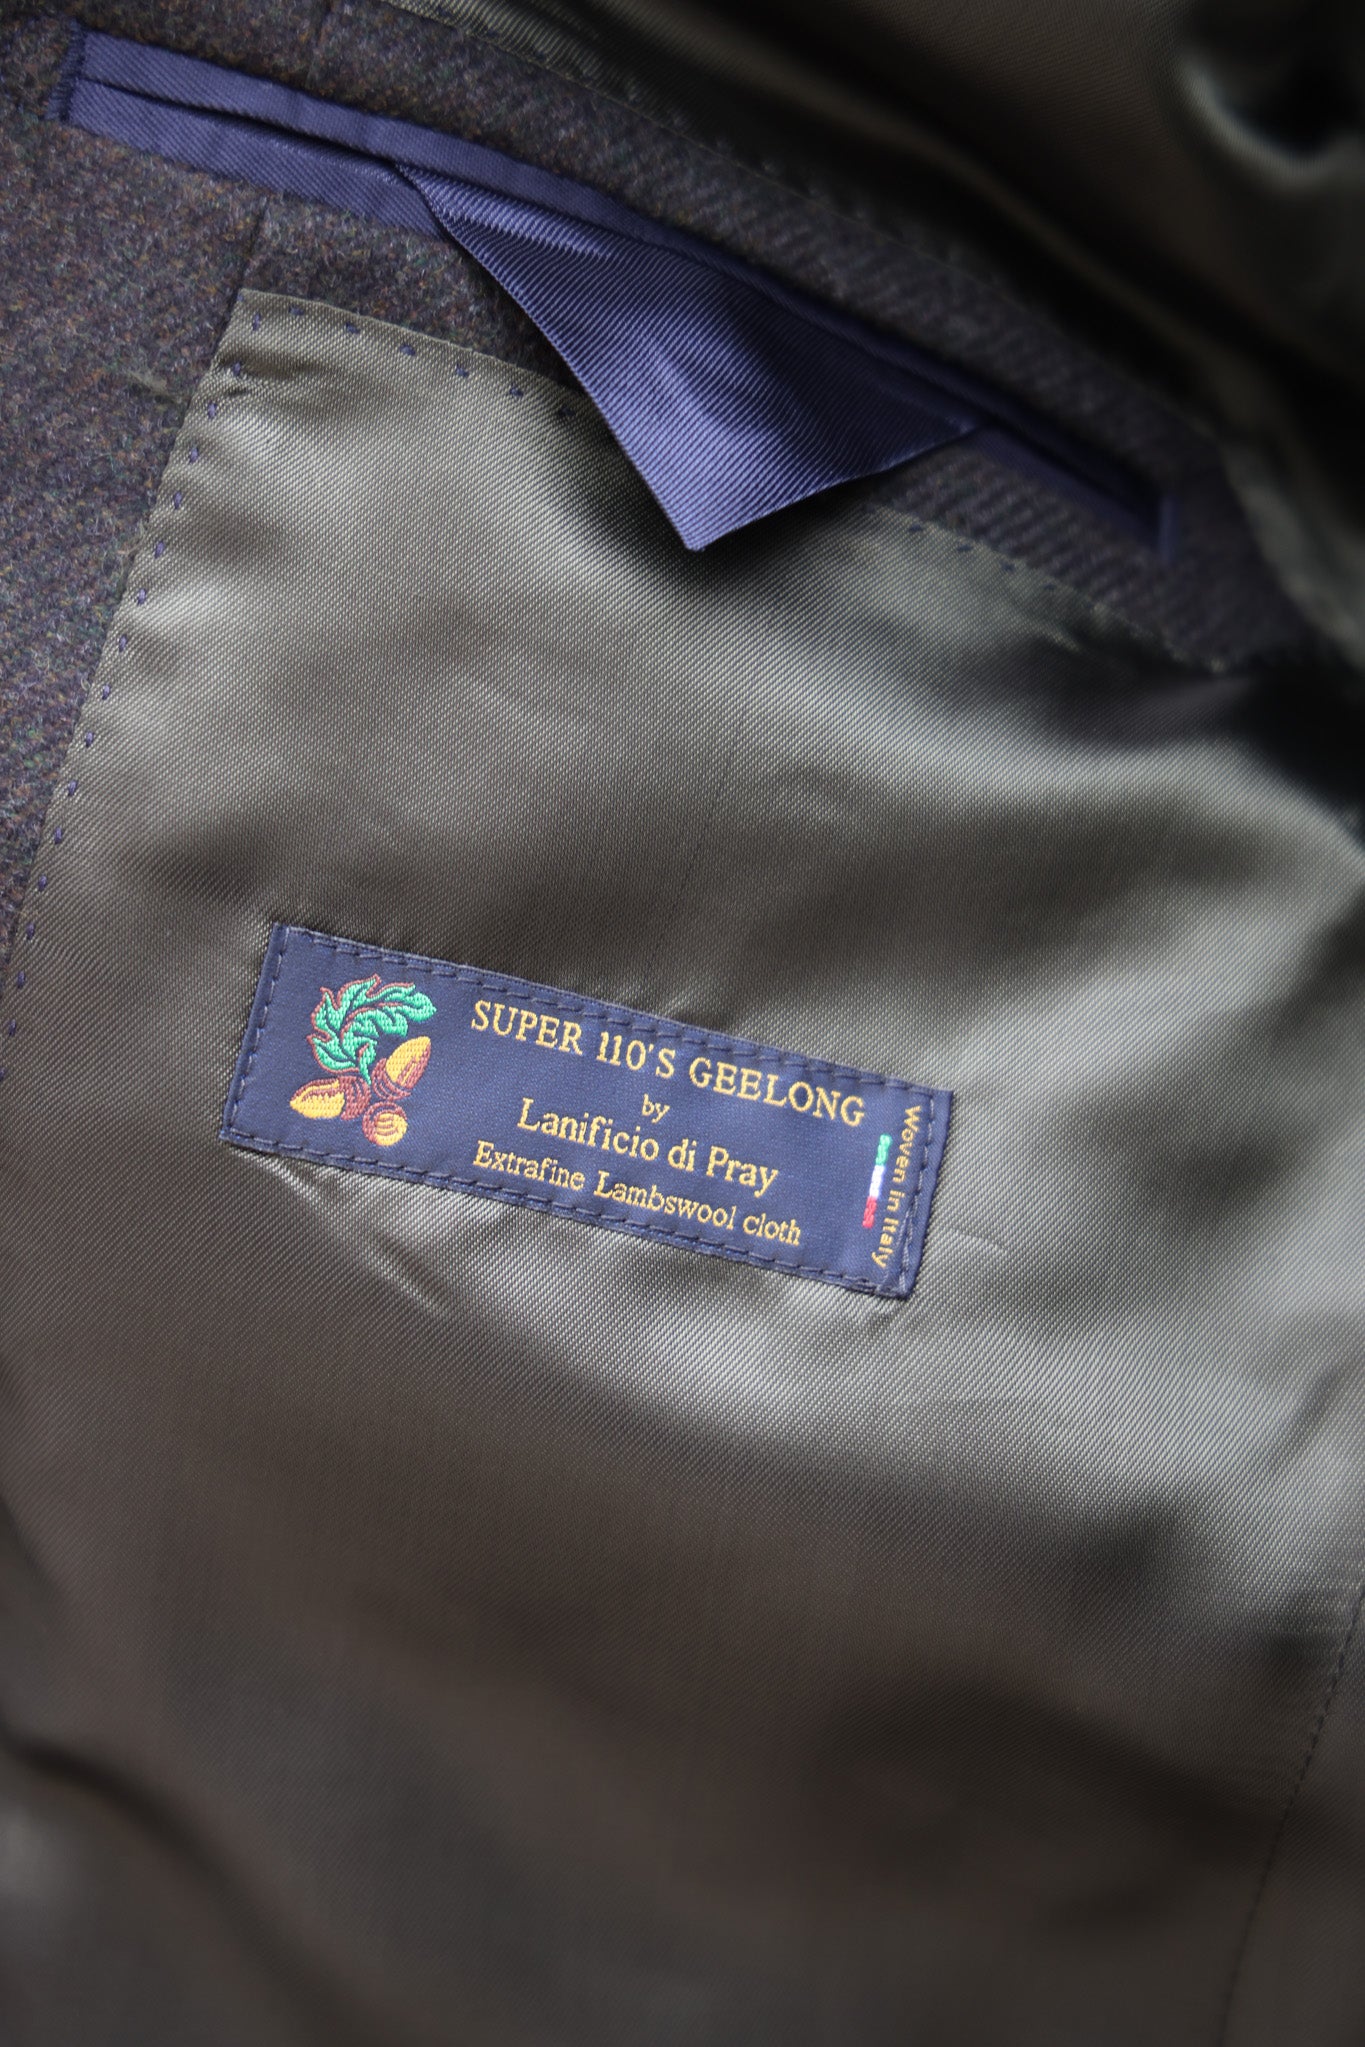 SUPER 110'S GEELONG
by
Lanificio di Pray
Extrafine Lambswool cloth
Woven in Italy